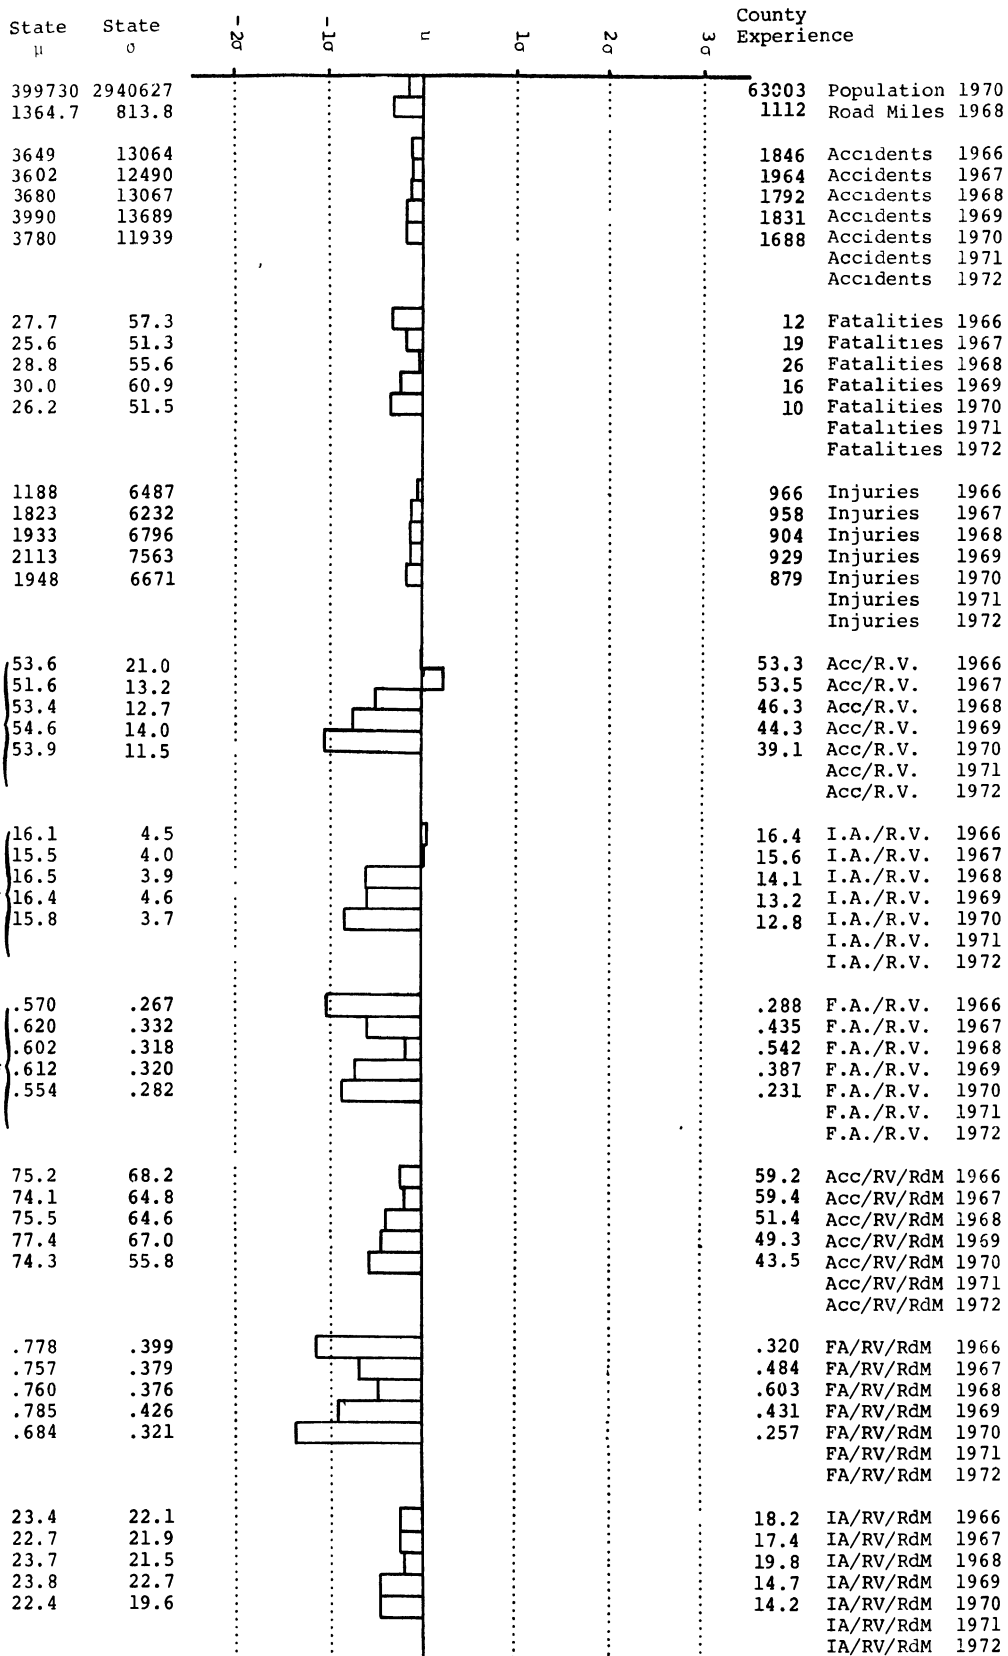 State State -2σ -1σ μ 1σ 2σ 3σ County
μ σ Experience
399730 2940627 63003 Population 1970
1364.7 813.8 1112 Road Miles 1968
3649 13064 1846 Accidents 1966
3602 12490 1964 Accidents 1967
3680 13067 1792 Accidents 1968
3990 13689 1831 Accidents 1969
3780 11939 1688 Accidents 1970
Accidents 1971
Accidents 1972
27.7 57.3 12 Fatalities 1966
25.6 51.3 19 Fatalities 1967
28.8 55.6 26 Fatalities 1968
30.0 60.9 16 Fatalities 1969
26.2 51.5 10 Fatalities 1970
Fatalities 1971
Fatalities 1972
1188 6487 966 Injuries 1966
1823 6232 958 Injuries 1967
1933 6796 904 Injuries 1968
2113 7563 929 Injuries 1969
1948 6671 879 Injuries 1970
Injuries 1971
Injuries 1972
53.6 21.0 53.3 Acc/R.V. 1966
51.6 13.2 53.5 Acc/R.V. 1967
53.4 12.7 46.3 Acc/R.V. 1968
54.6 14.0 44.3 Acc/R.V. 1969
53.9 11.5 39.1 Acc/R.V. 1970
Acc/R.V. 1971
Acc/R.V. 1972
16.1 4.5 16.4 I.A./R.V. 1966
15.5 4.0 15.6 I.A./R.V. 1967
16.5 3.9 14.1 I.A./R.V. 1968
16.4 4.6 13.2 I.A./R.V. 1969
15.8 3.7 12.8 I.A./R.V. 1970
I.A./R.V. 1971
I.A./R.V. 1972
.570 .267 .288 F.A./R.V. 1966
.620 .332 .435 F.A./R.V. 1967
.602 .318 .542 F.A./R.V. 1968
.612 .320 .387 F.A./R.V. 1969
.554 .282 .231 F.A./R.V. 1970
F.A./R.V. 1971
F.A./R.V. 1972
75.2 68.2 59.2 Acc/RV/RdM 1966
74.1 64.8 59.4 Acc/RV/RdM 1967
75.5 64.6 51.4 Acc/RV/RdM 1968
77.4 67.0 49.3 Acc/RV/RdM 1969
74.3 55.8 43.5 Acc/RV/RdM 1970
Acc/RV/RdM 1971
Acc/RV/RdM 1972
.778 .399 .320 FA/RV/RdM 1966
.757 .379 .484 FA/RV/RdM 1967
.760 .376 .603 FA/RV/RdM 1968
.785 .426 .431 FA/RV/RdM 1969
.684 .321 .257 FA/RV/RdM 1970
FA/RV/RdM 1971
FA/RV/RdM 1972
23.4 22.1 18.2 IA/RV/RdM 1966
22.7 21.9 17.4 IA/RV/RdM 1967
23.7 21.5 19.8 IA/RV/RdM 1968
23.8 22.7 14.7 IA/RV/RdM 1969
22.4 19.6 14.2 IA/RV/RdM 1970
IA/RV/RdM 1971
IA/RV/RdM 1972